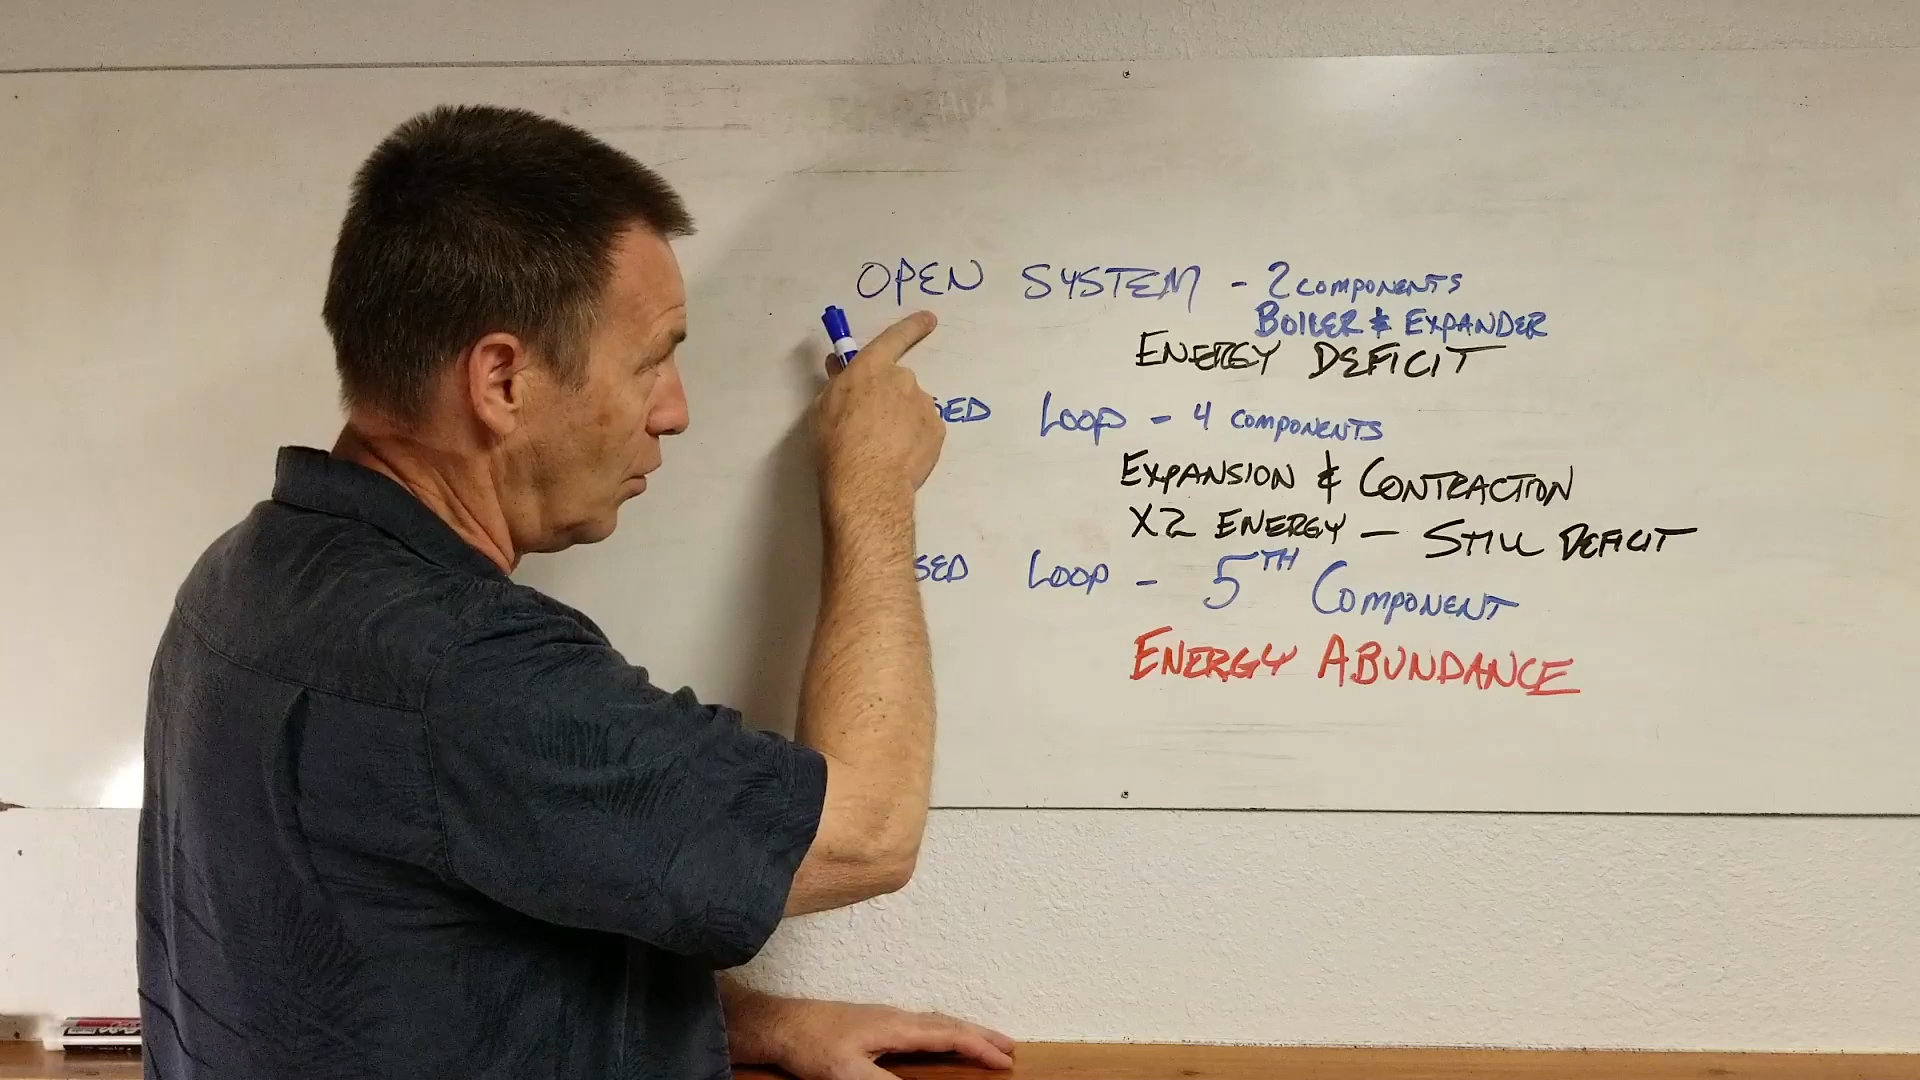 OPEN SYSTEM - 2 COMPONENTS
BOILER & EXPANDER
ENERGY DEFICIT
SED LOOP - 4 COMPONENTS
EXPANSION & CONTRACTION
X2 ENERGY - STILL DEFICIT
SED LOOP - 5TH COMPONENT
ENERGY ABUNDANCE